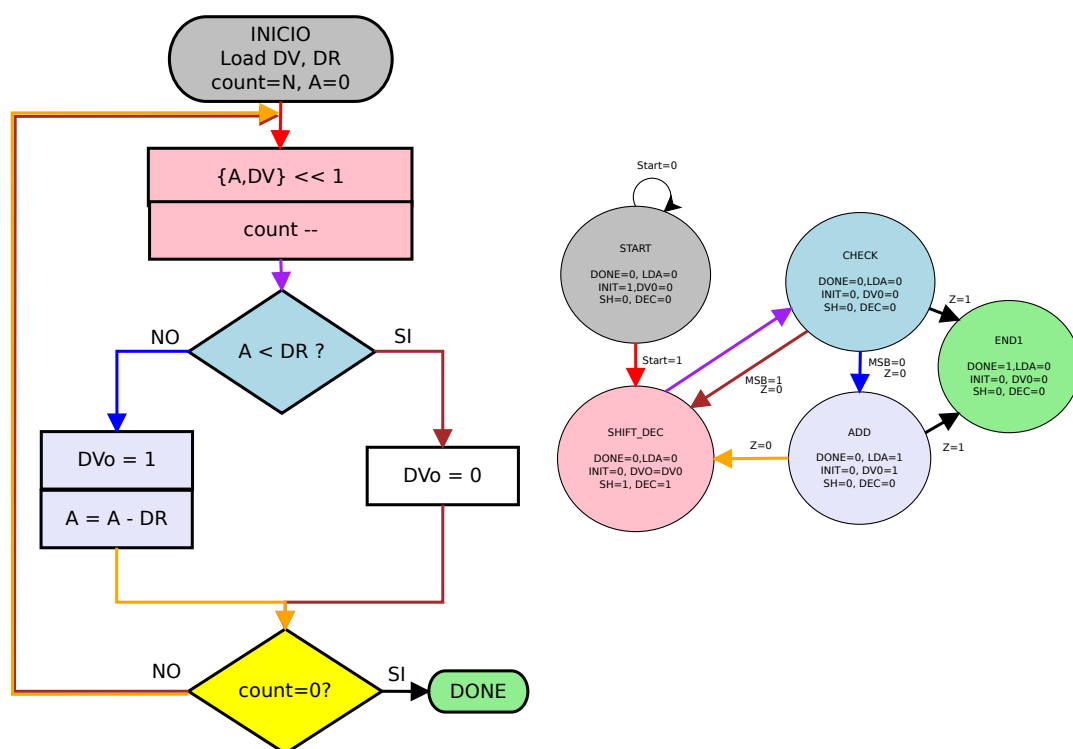 INICIO
Load DV, DR
count=N, A=0
{A,DV} << 1
count --
A < DR ?
NO
SI
DVo = 1
A = A - DR
DVo = 0
count=0?
NO
SI
DONE
Start=0
START
DONE=0, LDA=0
INIT=1,DV0=0
SH=0, DEC=0
Start=1
CHECK
DONE=0,LDA=0
INIT=0, DV0=0
SH=0, DEC=0
Z=1
MSB=1
Z=0
MSB=0
Z=0
END1
DONE=1,LDA=0
INIT=0, DV0=0
SH=0, DEC=0
SHIFT_DEC
DONE=0,LDA=0
INIT=0, DVO=DV0
SH=1, DEC=1
Z=0
ADD
DONE=0, LDA=1
INIT=0, DV0=1
SH=0, DEC=0
Z=1